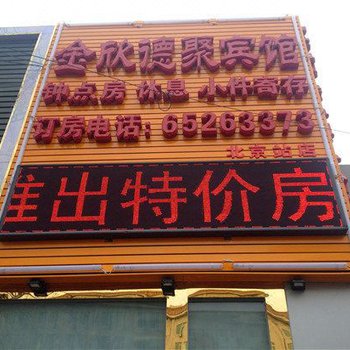 金欣德聚宾馆
钟点房 休息 小件寄存
订房电话:65263373
北京站店
推出特价房